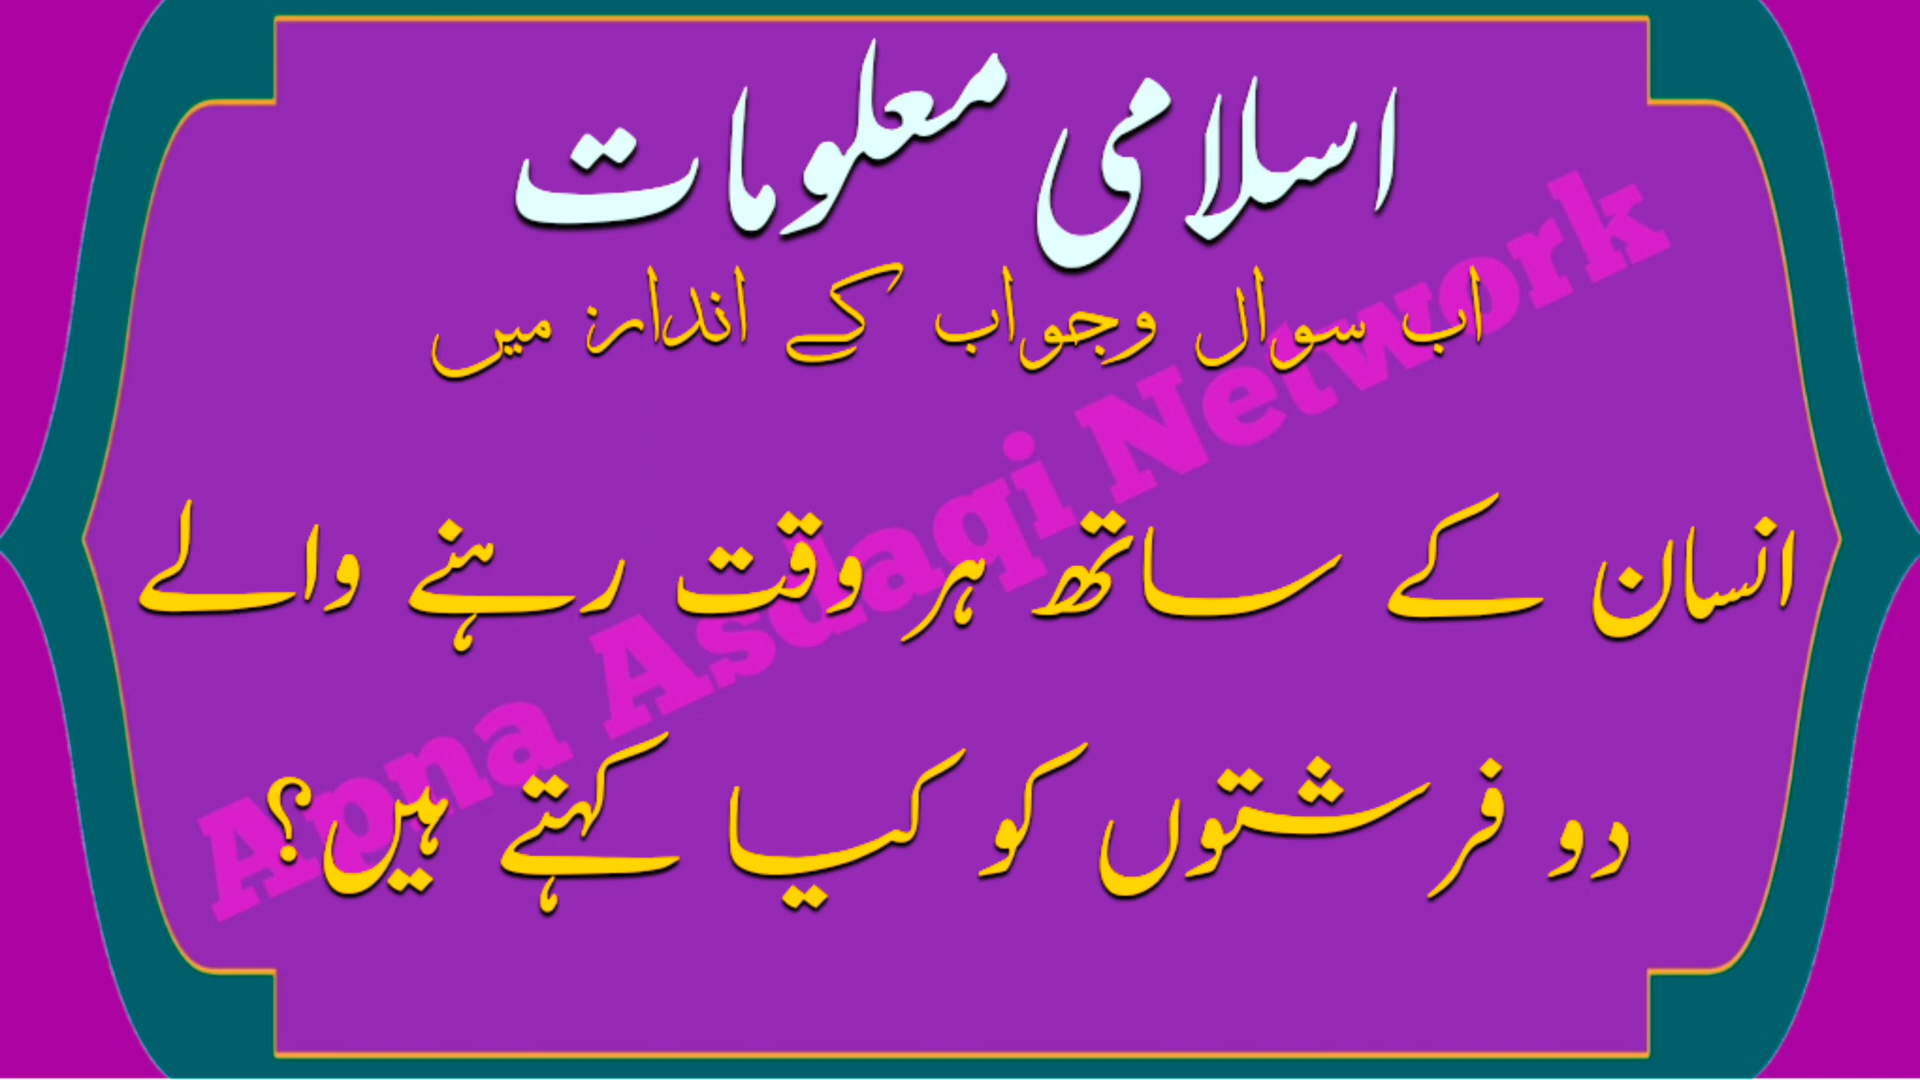 اسلامی معلومات
اب سوال وجواب کے اندارز میں
انسان کے ساتھ ہر وقت رہنے والے
دو فرشتوں کو کیا کہتے ہیں؟
Apna Asdaqi Network